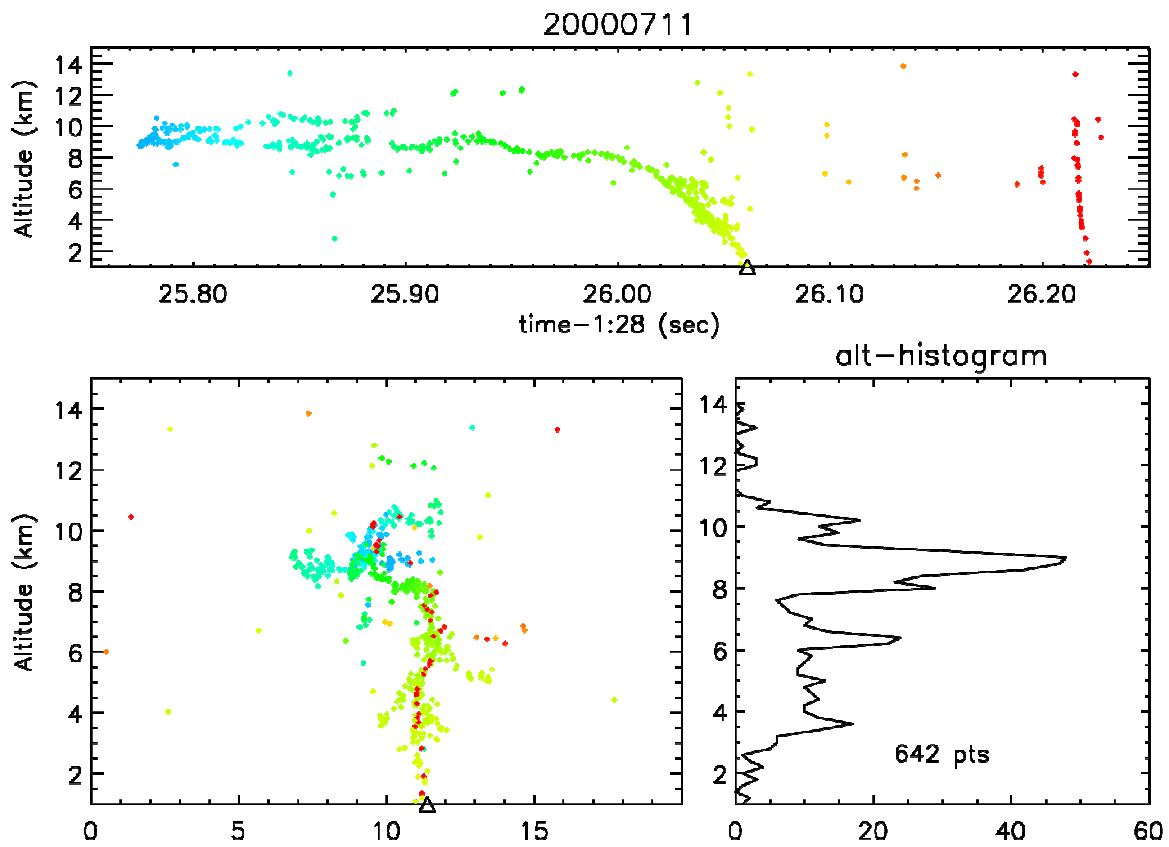 20000711
14
12
10
8
6
4
2
Altitude (km)
25.80 25.90 26.00 26.10 26.20
time-1:28 (sec)
alt-histogram
14 14
12 12
10 10
8 8
6 6
4 4
2 2
Altitude (km)
642 pts
0 5 10 15 0 20 40 60